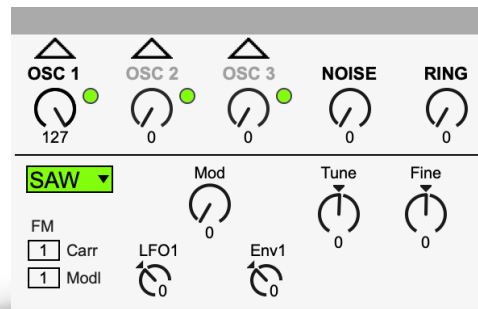 OSC 1 OSC 2 OSC 3 NOISE RING
127 0 0 0 0
SAW Mod Tune Fine
0 0 0
FM
1 Carr LFO1 Env1
1 Modl 0 0